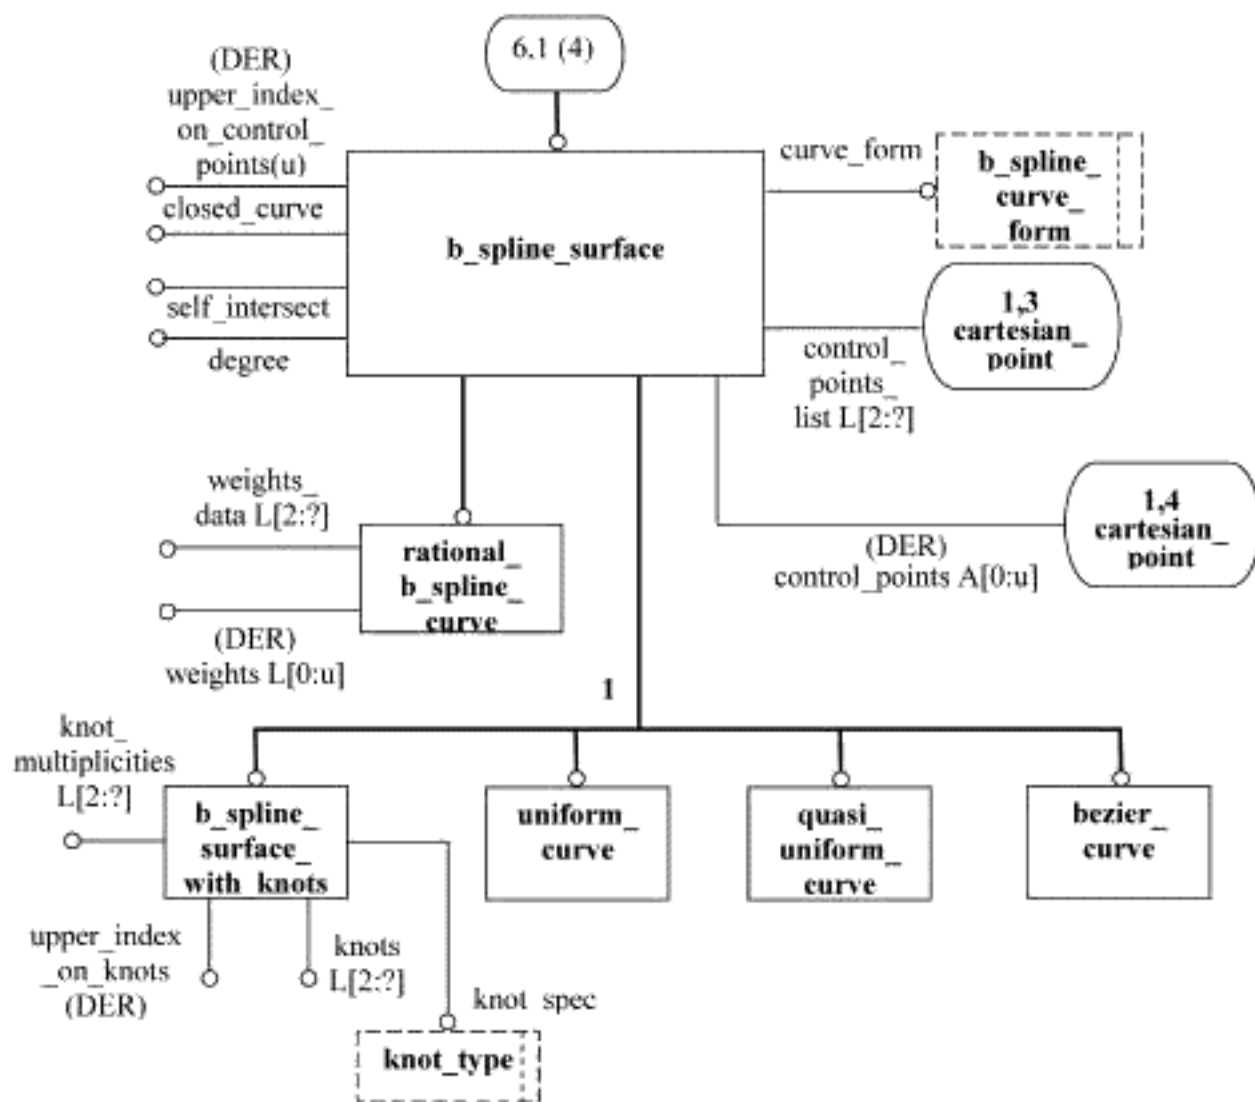 6,1 (4)
(DER)
upper_index_
on_control_
points(u)
closed_curve
self_intersect
degree
b_spline_surface
curve_form
b_spline_
curve_
form
1,3
cartesian_
point
control_
points_
list L[2:?]
1,4
cartesian_
point
(DER)
control_points A[0:u]
weights_
data L[2:?]
rational_
b_spline_
curve
(DER)
weights L[0:u]
1
knot_
multiplicities
L[2:?]
b_spline_
surface_
with_knots
uniform_
curve
quasi_
uniform_
curve
bezier_
curve
upper_index
_on_knots
(DER)
knots
L[2:?]
knot_spec
knot_type